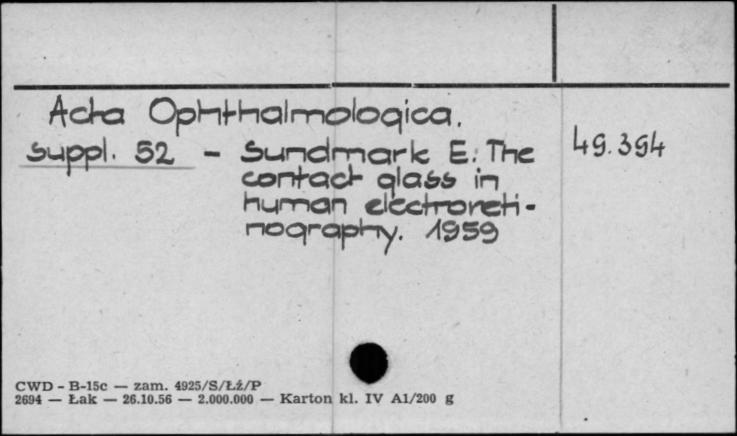 Acta Ophthalmologica.
Suppl. 52 - Sundmark E: The 49.394
contact glass in
human electroreti-
nography. 1959
CWD - B-15c — zam. 4925/S/Łź/P
2694 — Łak — 26.10.56 — 2.000.000 — Karton kl. IV A1/200 g